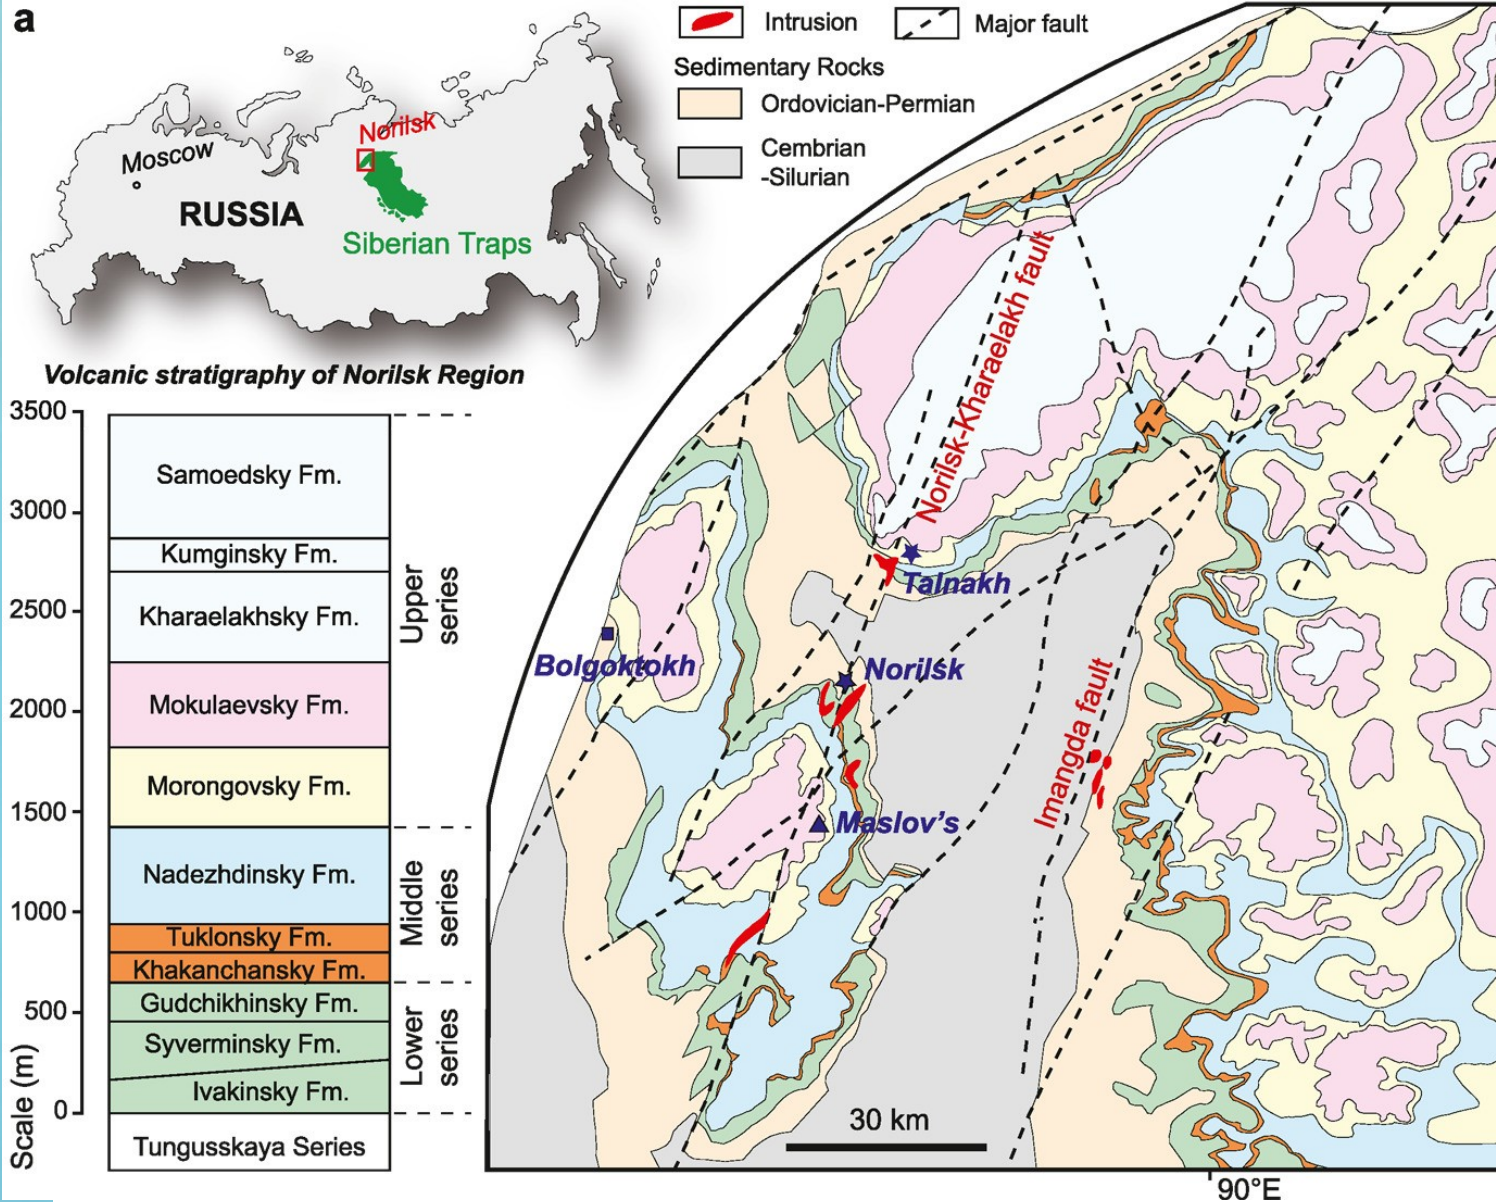 a
Norilsk
Moscow
RUSSIA
Siberian Traps
Intrusion
Major fault
Sedimentary Rocks
Ordovician-Permian
Cembrian
-Silurian
Volcanic stratigraphy of Norilsk Region
3500
3000
2500
2000
1500
1000
500
0
Scale (m)
Samoedsky Fm.
Kumginsky Fm.
Kharaelakhsky Fm.
Mokulaevsky Fm.
Morongovsky Fm.
Nadezhdinsky Fm.
Tuklonsky Fm.
Khakanchansky Fm.
Gudchikhinsky Fm.
Syverminsky Fm.
Ivakinsky Fm.
Tungusskaya Series
Upper
series
Middle
series
Lower
series
Norilsk-Kharaelakh fault
Talnakh
Bolgoktokh
Norilsk
Imangda fault
Maslov's
30 km
90°E